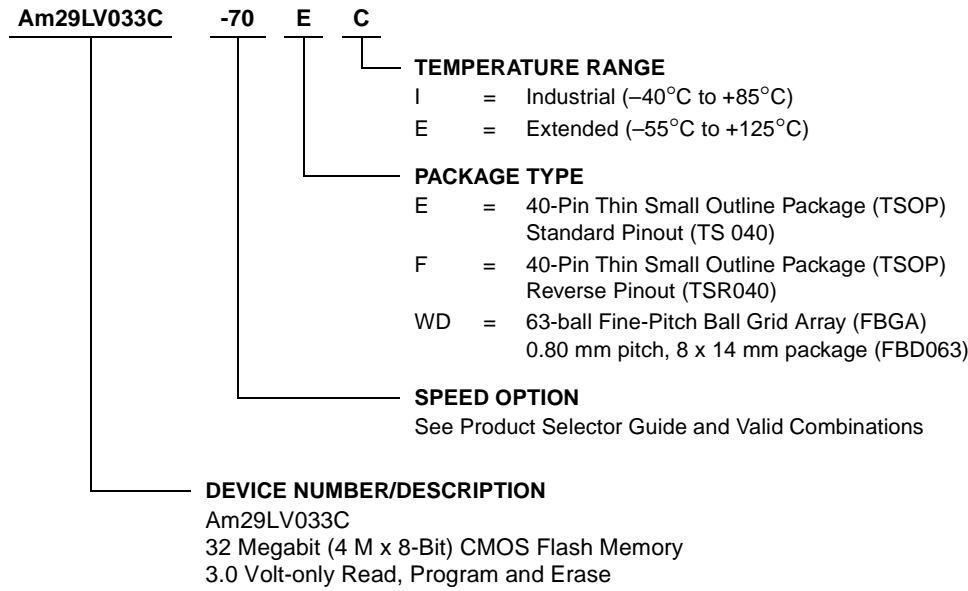 Am29LV033C -70 E C
TEMPERATURE RANGE
I = Industrial (–40°C to +85°C)
E = Extended (–55°C to +125°C)
PACKAGE TYPE
E = 40-Pin Thin Small Outline Package (TSOP)
Standard Pinout (TS 040)
F = 40-Pin Thin Small Outline Package (TSOP)
Reverse Pinout (TSR040)
WD = 63-ball Fine-Pitch Ball Grid Array (FBGA)
0.80 mm pitch, 8 x 14 mm package (FBD063)
SPEED OPTION
See Product Selector Guide and Valid Combinations
DEVICE NUMBER/DESCRIPTION
Am29LV033C
32 Megabit (4 M x 8-Bit) CMOS Flash Memory
3.0 Volt-only Read, Program and Erase